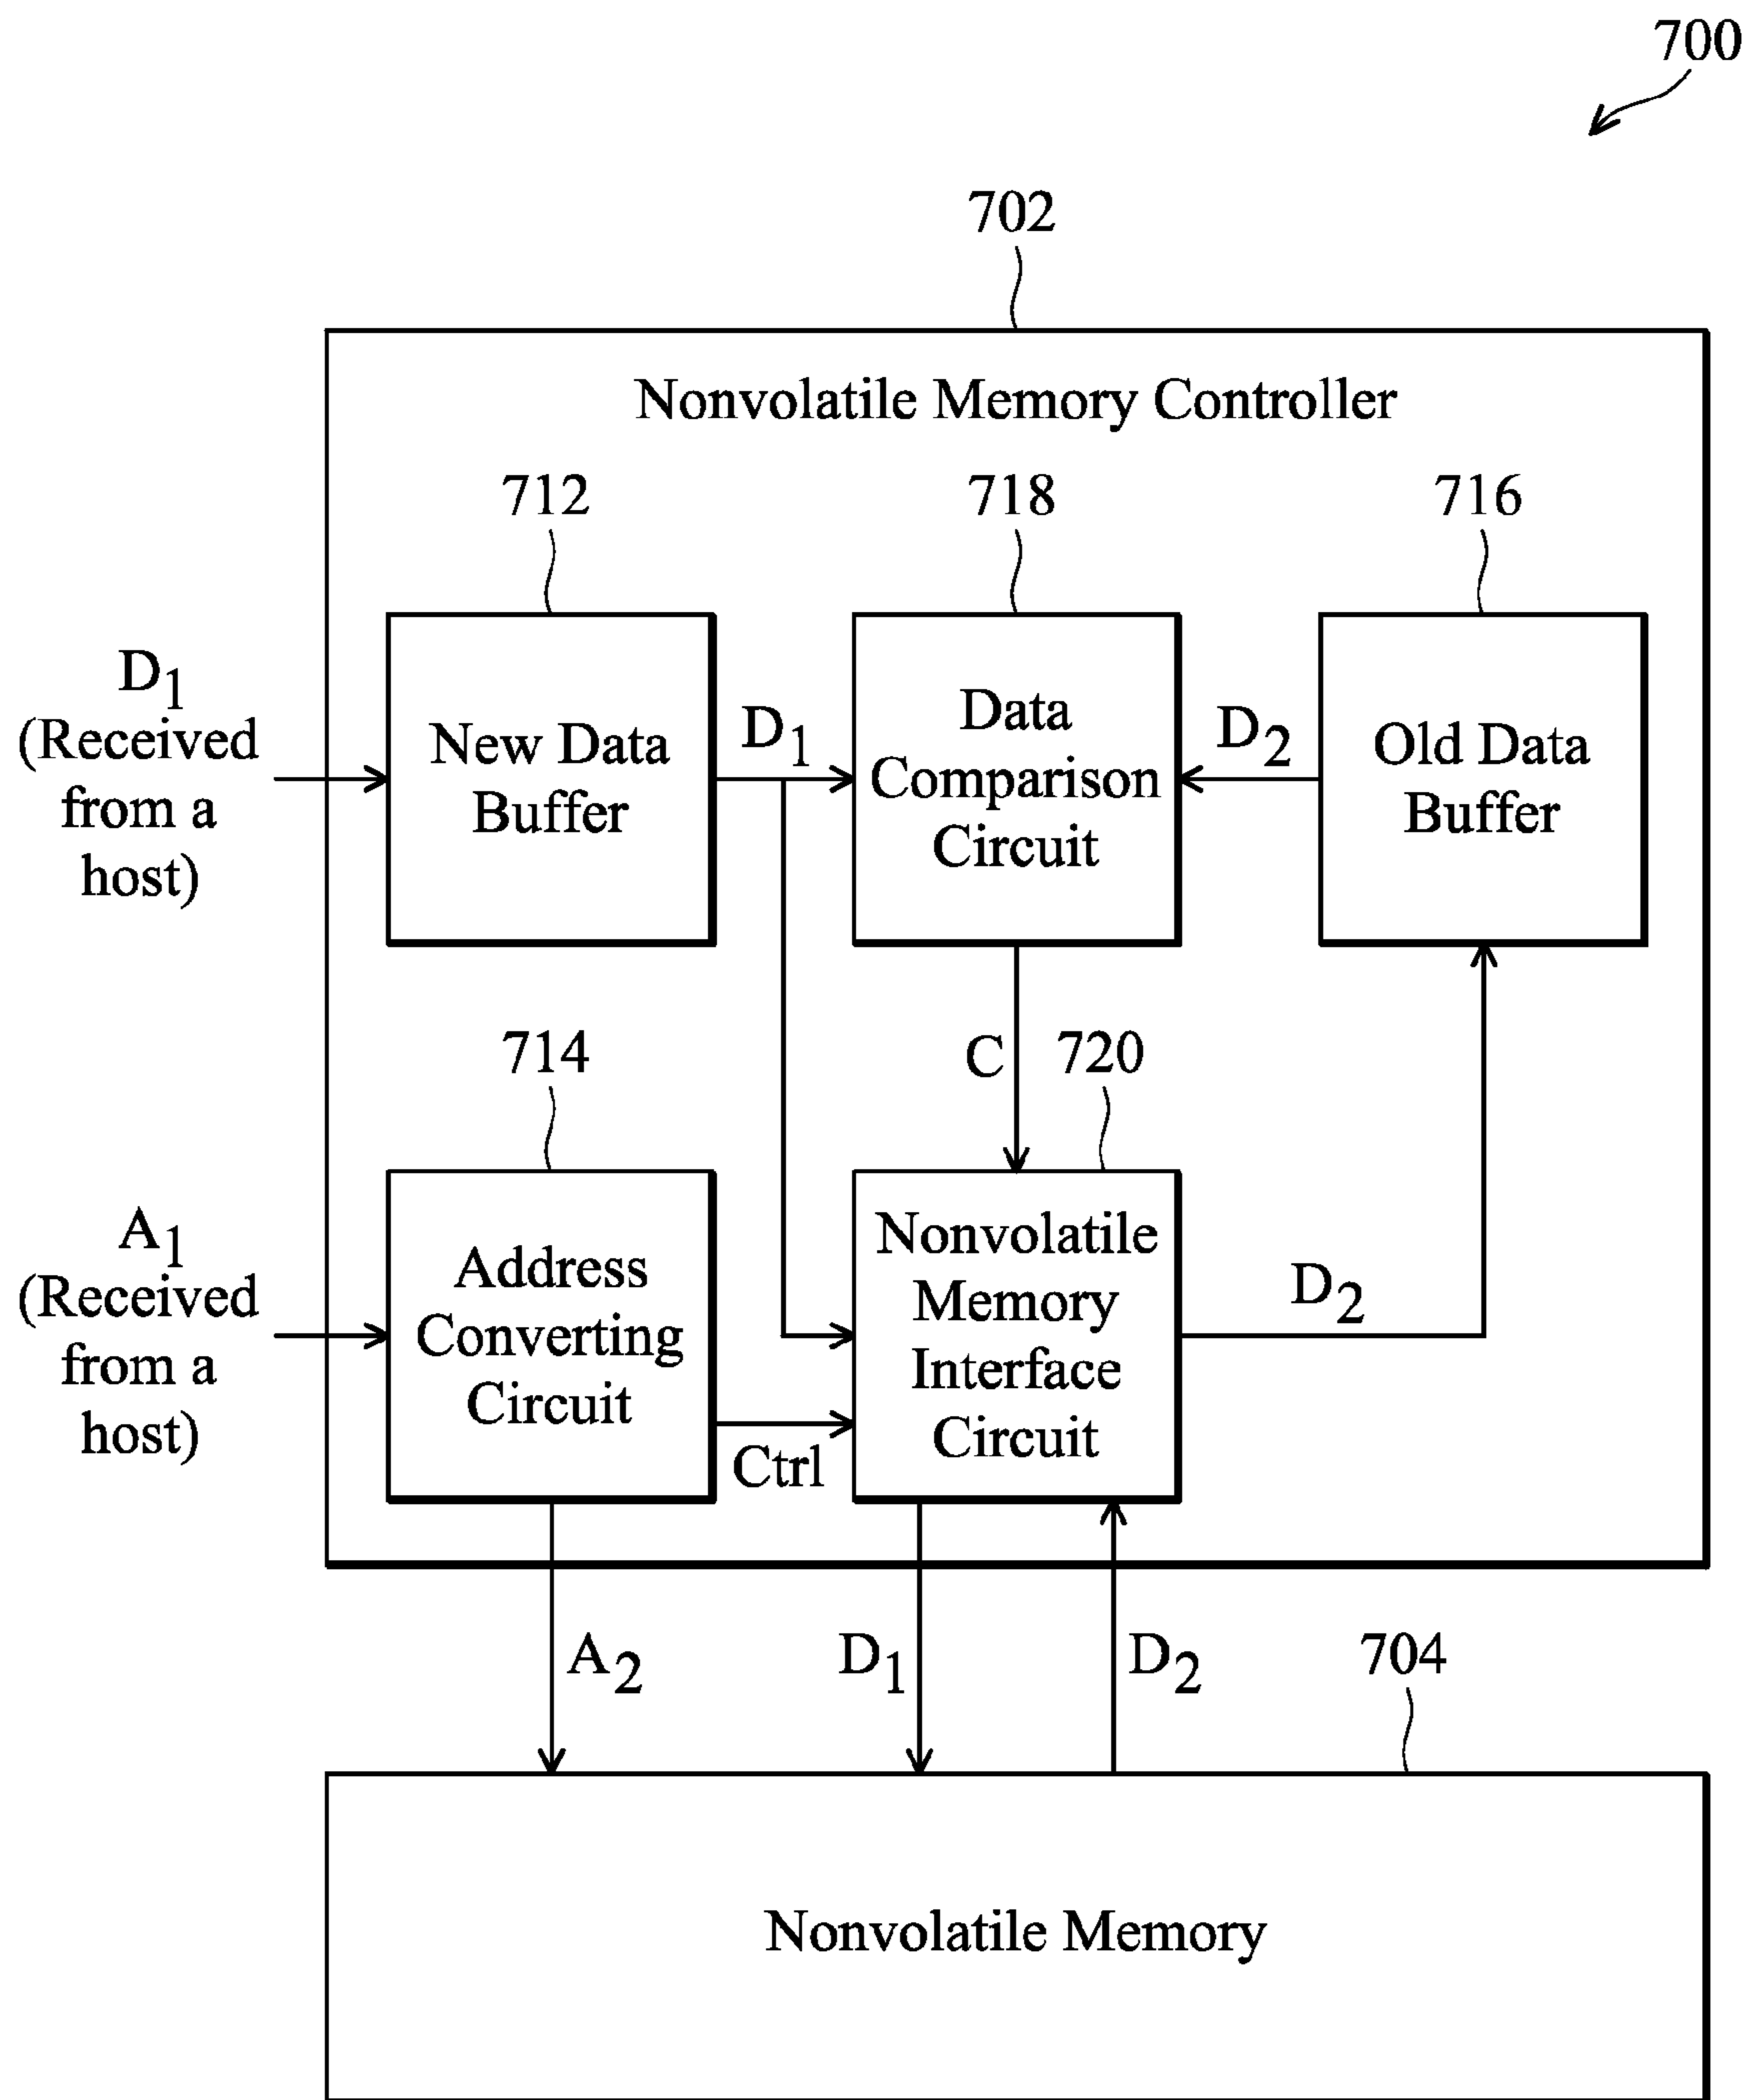 700
702
Nonvolatile Memory Controller
712
718
716
D1
(Received
from a
host)
New Data
Buffer
D1
Data
Comparison
Circuit
D2
Old Data
Buffer
714
C
720
A1
(Received
from a
host)
Address
Converting
Circuit
Ctrl
Nonvolatile
Memory
Interface
Circuit
D2
A2
D1
D2
704
Nonvolatile Memory